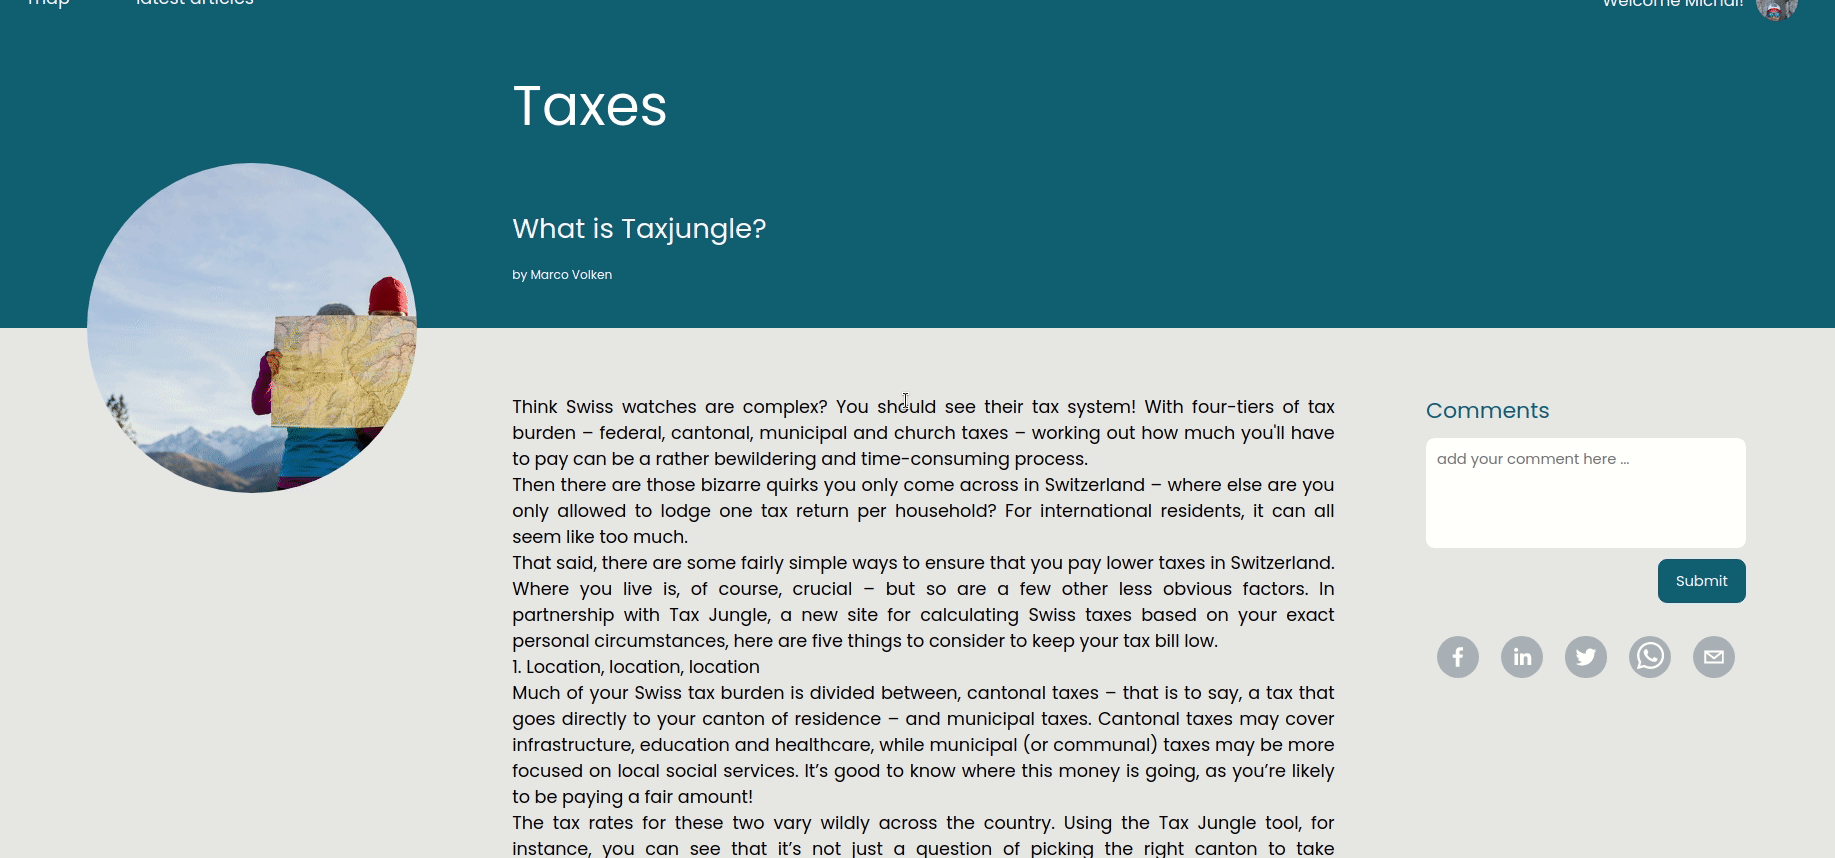 map
latest articles
Welcome Michal!
Taxes
What is Taxjungle?
by Marco Volken
Think Swiss watches are complex? You should see their tax system! With four-tiers of tax
burden – federal, cantonal, municipal and church taxes – working out how much you'll have
to pay can be a rather bewildering and time-consuming process.
Then there are those bizarre quirks you only come across in Switzerland – where else are you
only allowed to lodge one tax return per household? For international residents, it can all
seem like too much.
That said, there are some fairly simple ways to ensure that you pay lower taxes in Switzerland.
Where you live is, of course, crucial – but so are a few other less obvious factors. In
partnership with Tax Jungle, a new site for calculating Swiss taxes based on your exact
personal circumstances, here are five things to consider to keep your tax bill low.
1. Location, location, location
Much of your Swiss tax burden is divided between, cantonal taxes – that is to say, a tax that
goes directly to your canton of residence – and municipal taxes. Cantonal taxes may cover
infrastructure, education and healthcare, while municipal (or communal) taxes may be more
focused on local social services. It’s good to know where this money is going, as you’re likely
to be paying a fair amount!
The tax rates for these two vary wildly across the country. Using the Tax Jungle tool, for
instance, you can see that it’s not just a question of picking the right canton to take
Comments
add your comment here ...
Submit